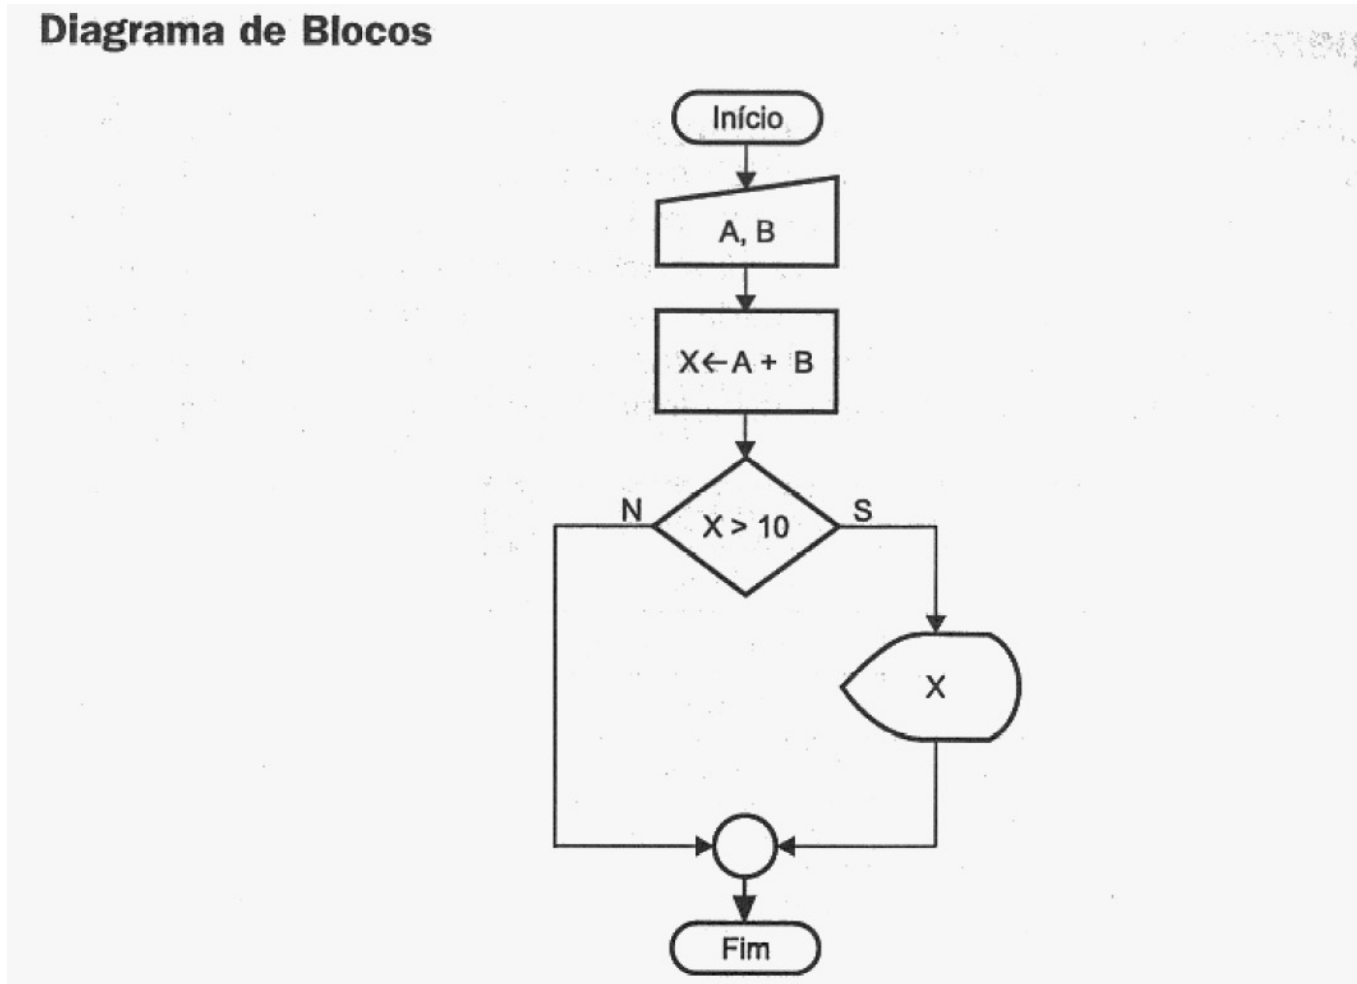 Diagrama de Blocos
Início
A, B
X←A + B
N
X > 10
S
X
Fim